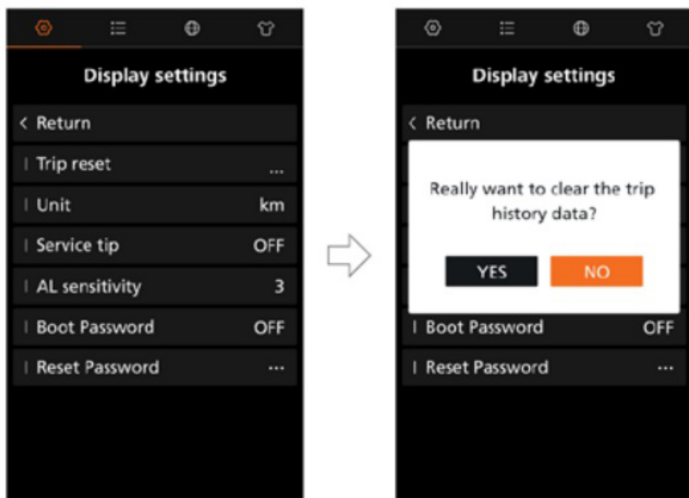 Display settings
< Return
Trip reset ...
Unit km
Service tip OFF
AL sensitivity 3
Boot Password OFF
Reset Password ...
Display settings
< Return
Really want to clear the trip
history data?
YES NO
Boot Password OFF
Reset Password ...